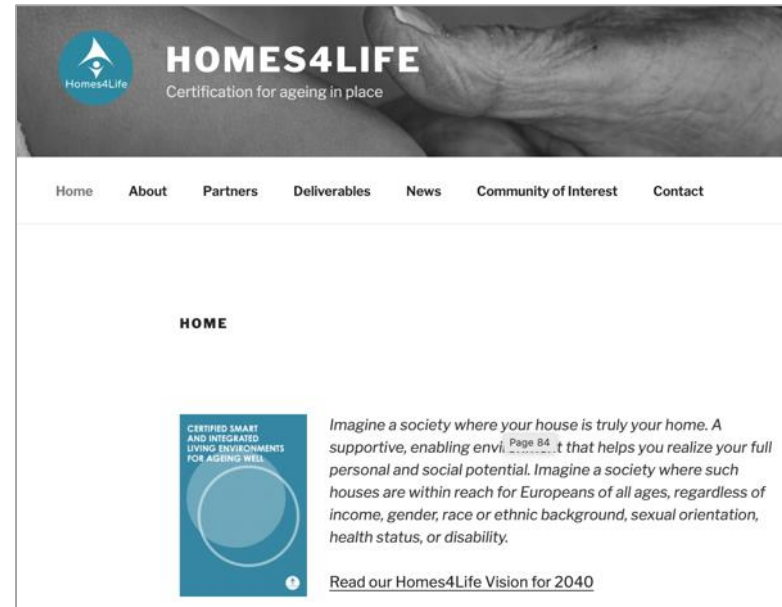 HOMES4LIFE
Homes4Life
Certification for ageing in place
Home About Partners Deliverables News Community of Interest Contact
HOME
CERTIFIED SMART
AND INTEGRATED
LIVING ENVIRONMENTS
FOR AGEING WELL
Imagine a society where your house is truly your home. A
supportive, enabling Page 84 that helps you realize your full
personal and social potential. Imagine a society where such
houses are within reach for Europeans of all ages, regardless of
income, gender, race or ethnic background, sexual orientation,
health status, or disability.
Read our Homes4Life Vision for 2040